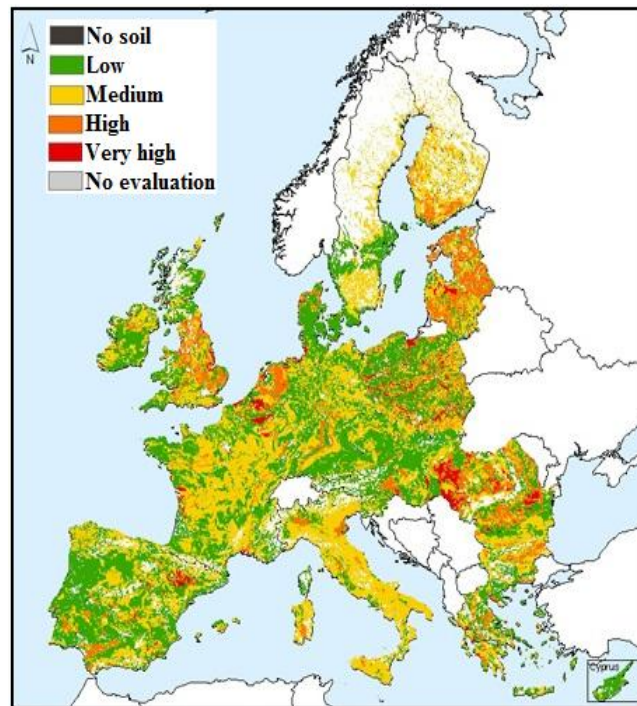 N
No soil
Low
Medium
High
Very high
No evaluation
Cyprus